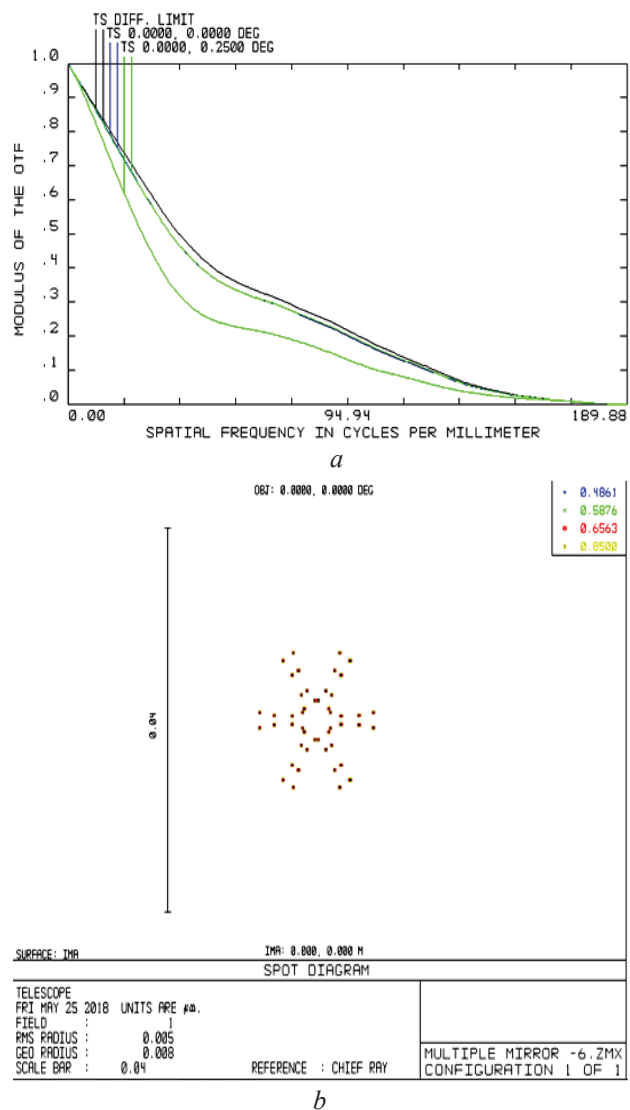 TS DIFF. LIMIT
TS 0.0000, 0.0000 DEG
TS 0.0000, 0.2500 DEG
1.0
.9
.8
.7
.6
.5
.4
.3
.2
.1
.0
MODULUS OF THE OTF
0.00 94.94 189.88
SPATIAL FREQUENCY IN CYCLES PER MILLIMETER
a
OBJ: 0.0000, 0.0000 DEG
0.4861
0.5876
0.6563
0.8500
0.04
SURFACE: IMA IMA: 0.000, 0.000 M
SPOT DIAGRAM
TELESCOPE
FRI MAY 25 2018 UNITS ARE µm.
FIELD : 1
RMS RADIUS : 0.005
GEO RADIUS : 0.008
SCALE BAR : 0.04 REFERENCE : CHIEF RAY
MULTIPLE MIRROR -6.ZMX
CONFIGURATION 1 OF 1
b